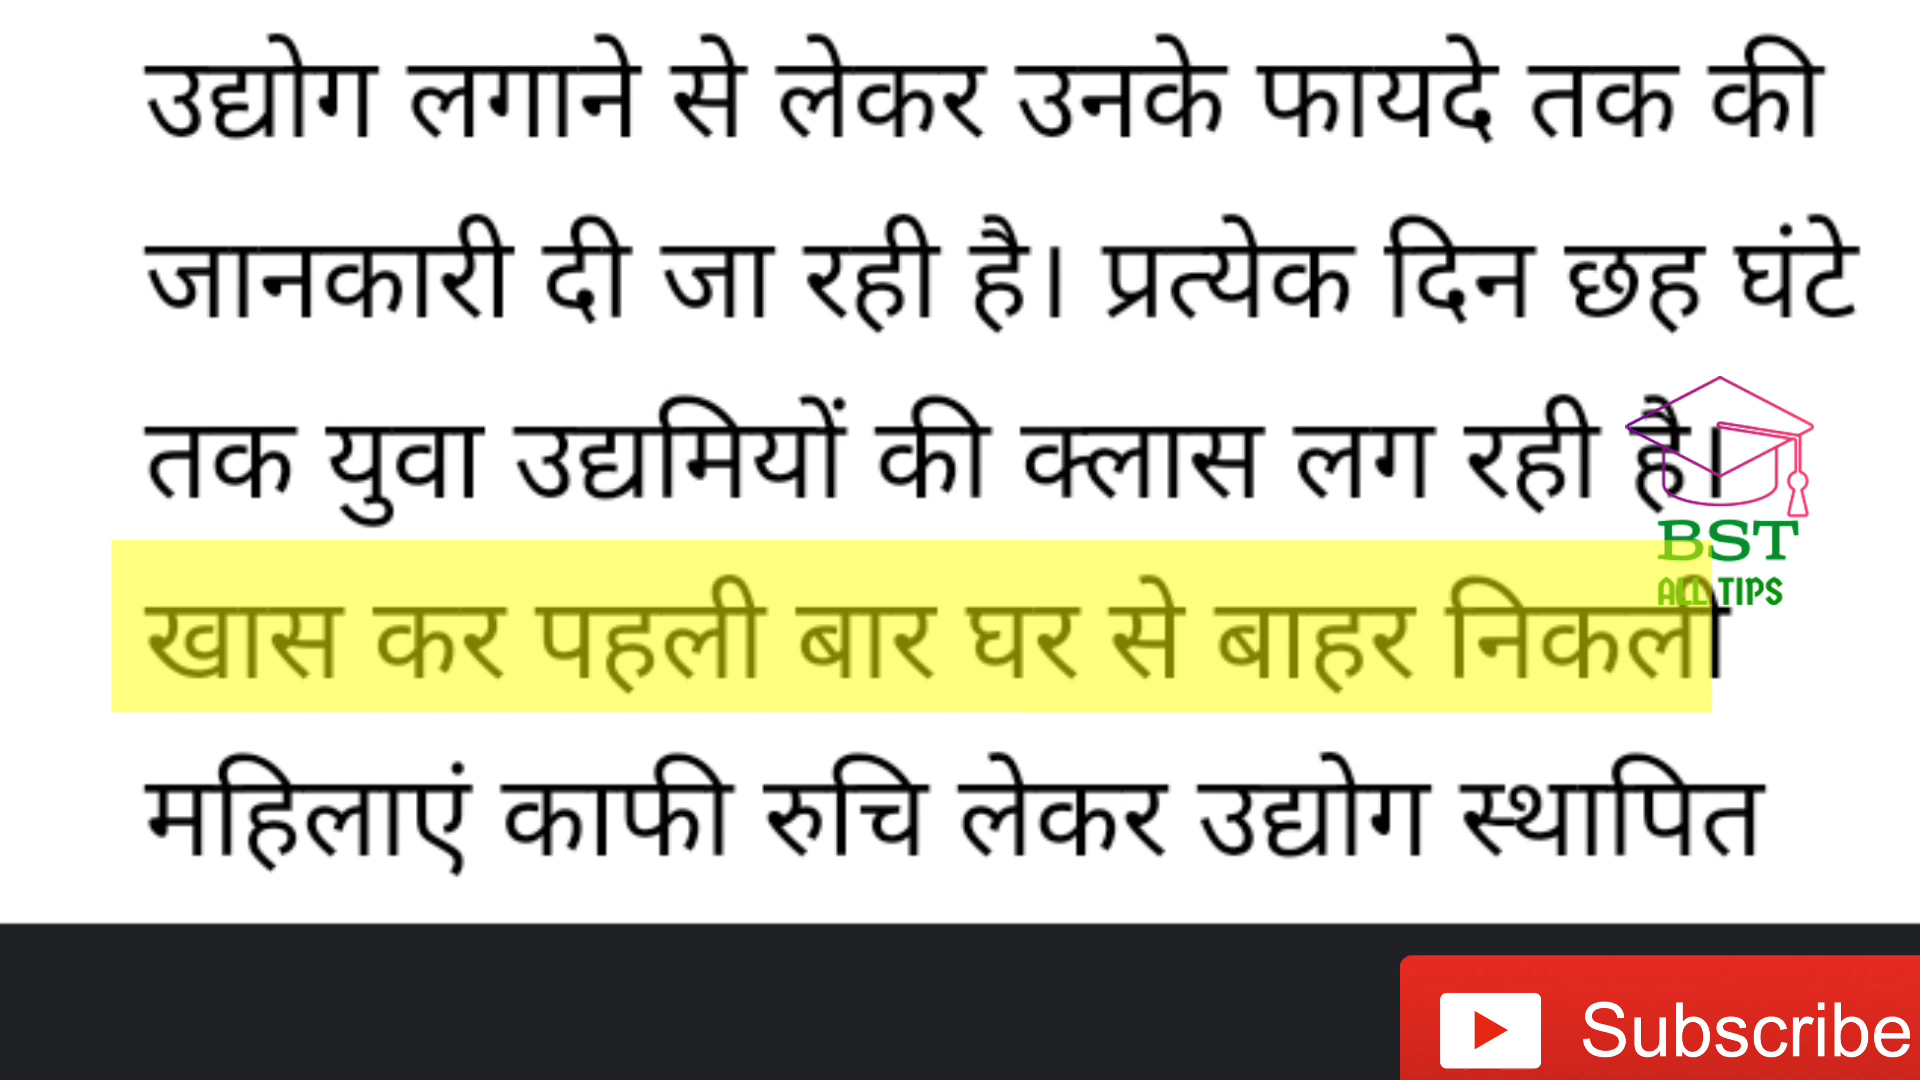 उद्योग लगाने से लेकर उनके फायदे तक की
जानकारी दी जा रही है। प्रत्येक दिन छह घंटे
तक युवा उद्यमियों की क्लास लग रही है।
BST
ALL TIPS
खास कर पहली बार घर से बाहर निकली
महिलाएं काफी रुचि लेकर उद्योग स्थापित
Subscribe